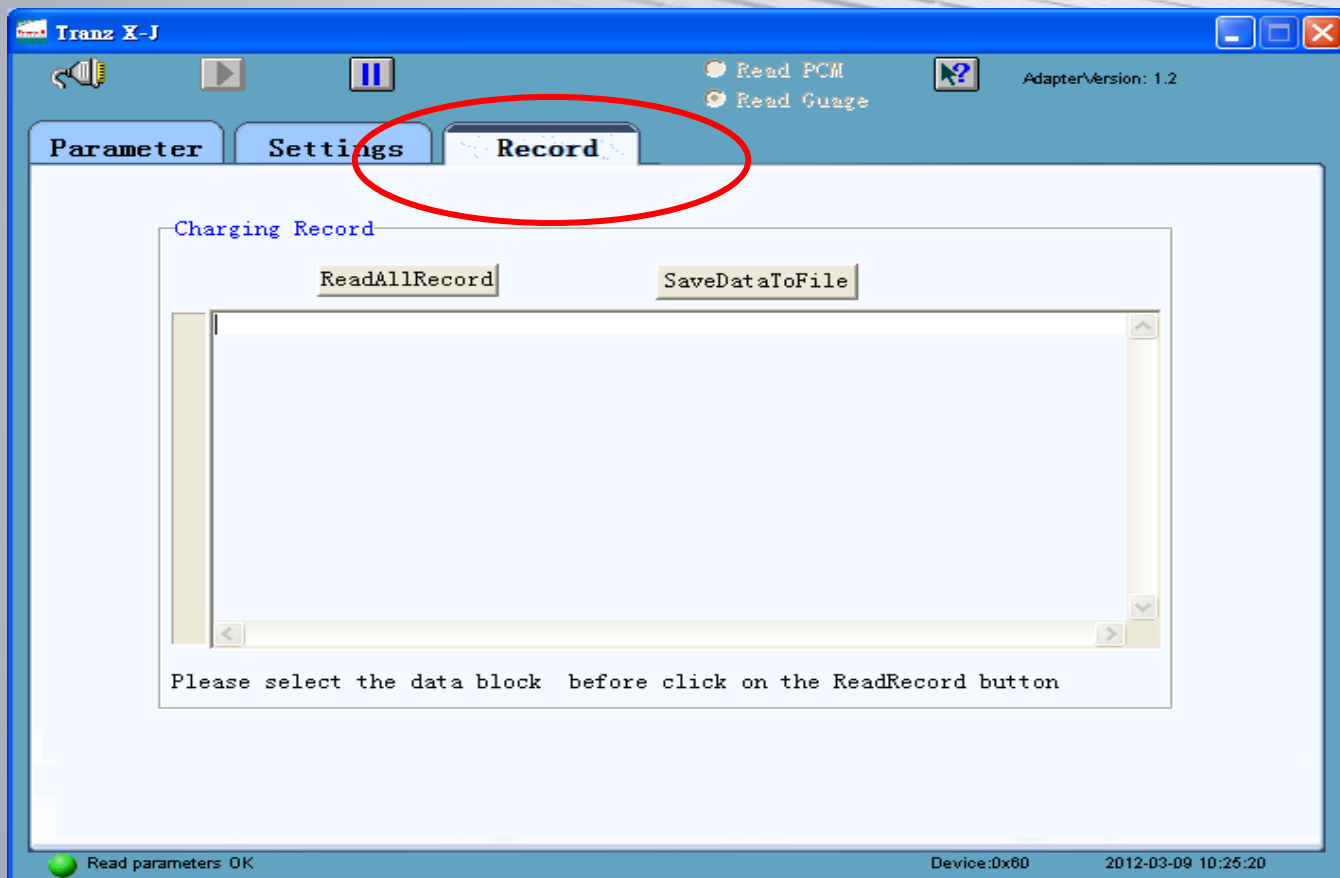 Tranz X-J
Read PCM
Read Guage
AdapterVersion: 1.2
Parameter Settings Record
Charging Record
ReadAllRecord SaveDataToFile
Please select the data block before click on the ReadRecord button
Read parameters OK Device:0x60 2012-03-09 10:25:20